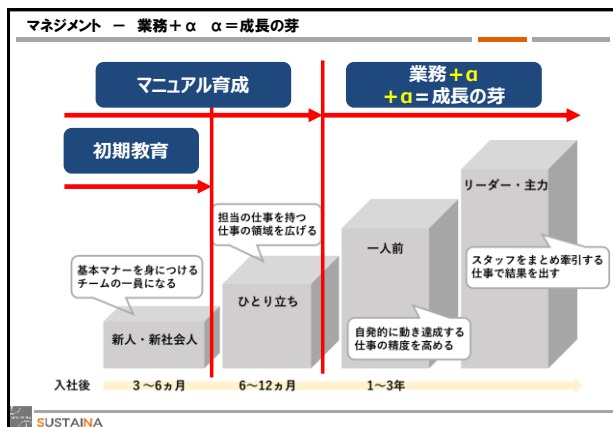 マネジメント － 業務＋α α＝成長の芽
マニュアル育成
業務+α
+α＝成長の芽
初期教育
リーダー・主力
担当の仕事を持つ
仕事の領域を広げる
一人前
スタッフをまとめ牽引する
仕事で結果を出す
基本マナーを身につける
チームの一員になる
ひとり立ち
新人・新社会人
自発的に動き達成する
仕事の精度を高める
入社後
3～6ヵ月
6～12ヵ月
1～3年
SUSTAINA